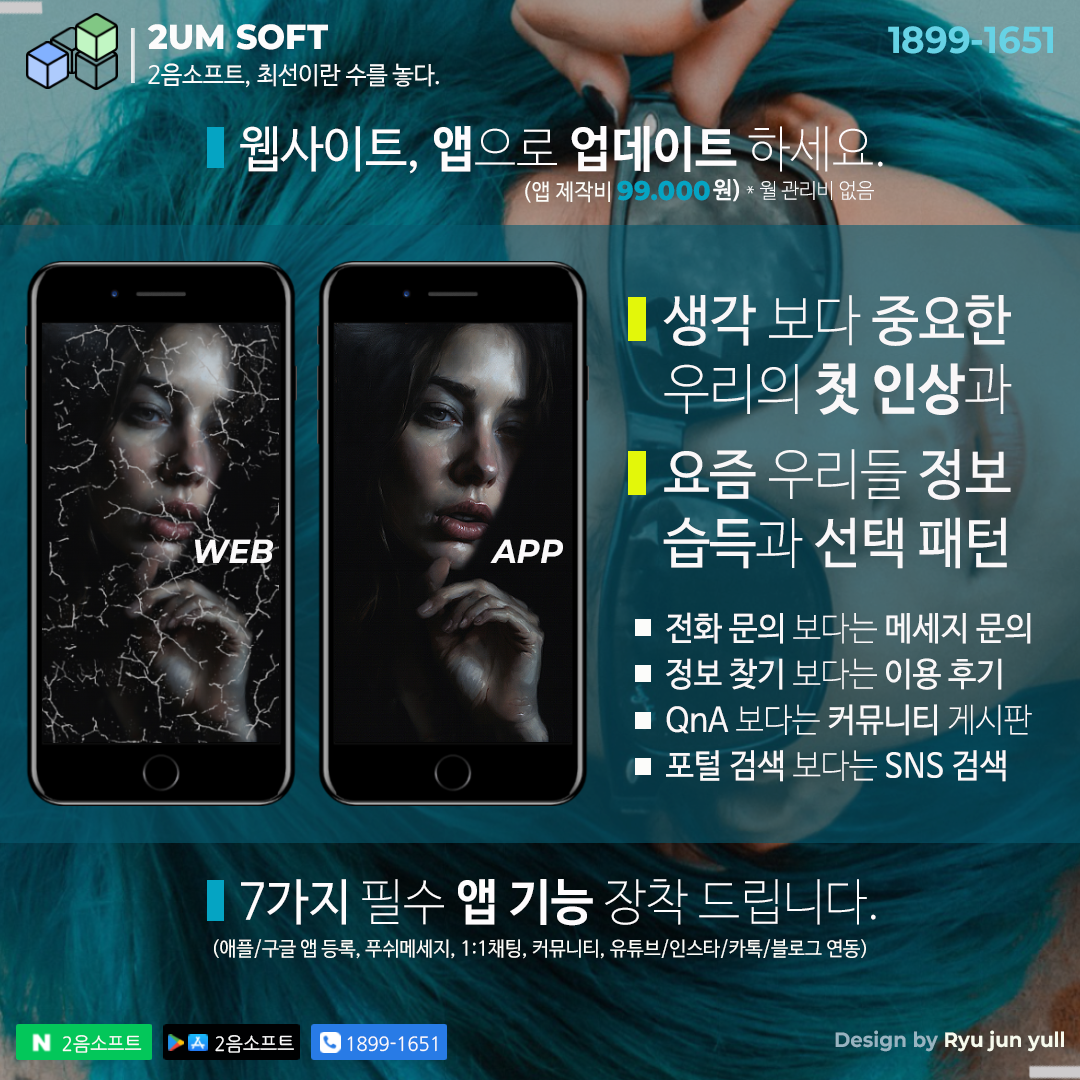 2UM SOFT
2음소프트, 최선이란 수를 놓다.
1899-1651
웹사이트, 앱으로 업데이트 하세요.
(앱 제작비 99.000원) * 월 관리비 없음
WEB
APP
생각 보다 중요한
우리의 첫 인상과
요즘 우리들 정보
습득과 선택 패턴
전화 문의 보다는 메세지 문의
정보 찾기 보다는 이용 후기
QnA 보다는 커뮤니티 게시판
포털 검색 보다는 SNS 검색
7가지 필수 앱 기능 장착 드립니다.
(애플/구글 앱 등록, 푸쉬메세지, 1:1채팅, 커뮤니티, 유튜브/인스타/카톡/블로그 연동)
N 2음소프트
2음소프트
1899-1651
Design by Ryu jun yull